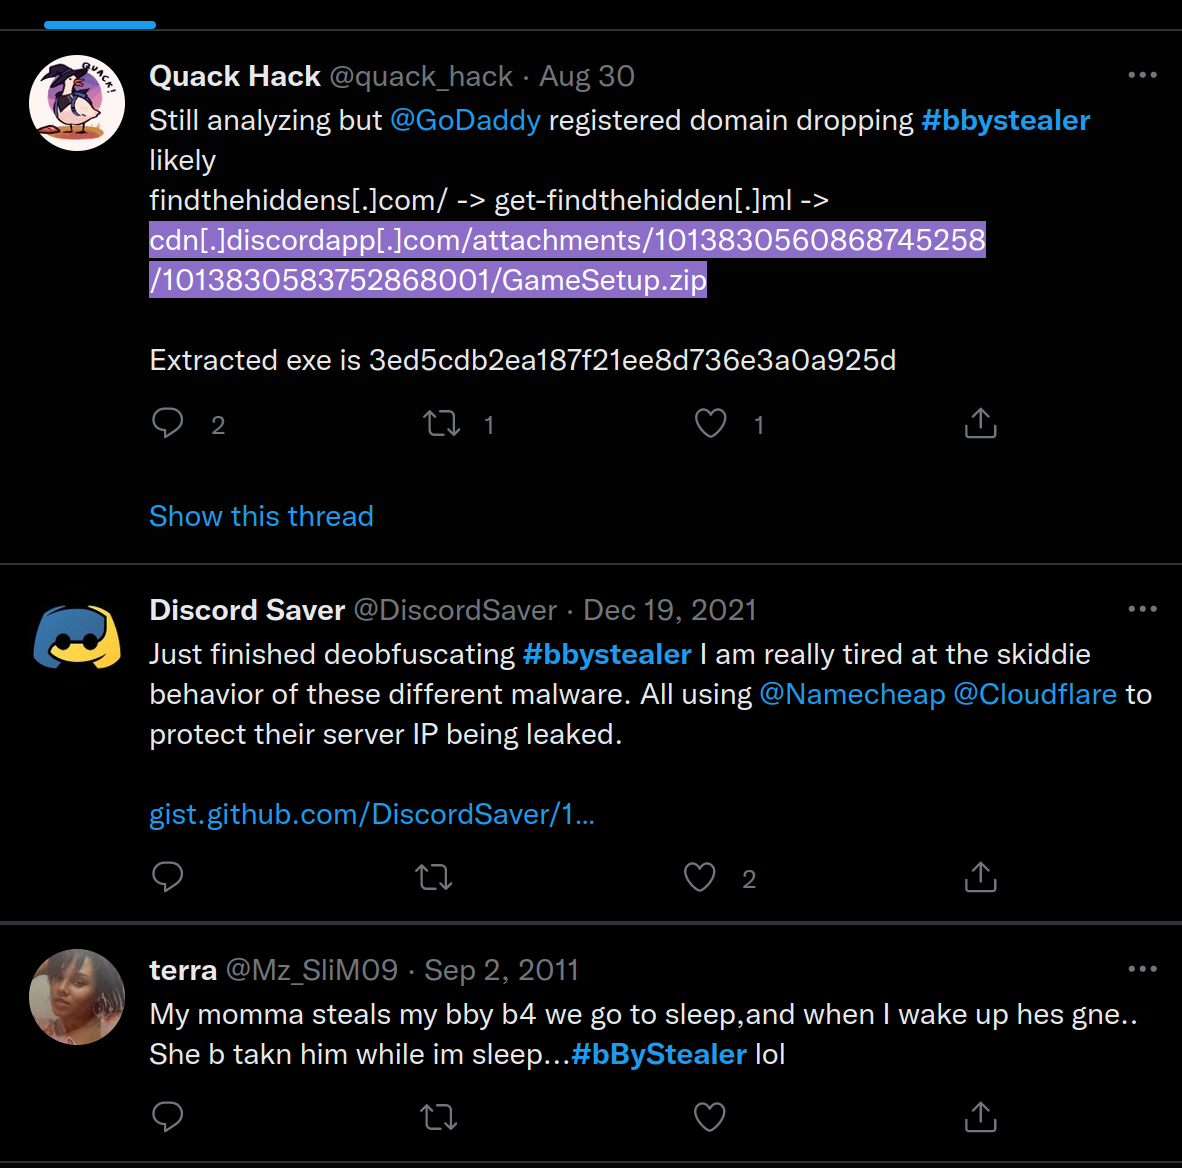 QUACK!
Quack Hack @quack_hack · Aug 30
Still analyzing but @GoDaddy registered domain dropping #bbystealer
likely
findthehiddens[.]com/ -> get-findthehidden[.]ml ->
cdn[.]discordapp[.]com/attachments/1013830560868745258
/1013830583752868001/GameSetup.zip
Extracted exe is 3ed5cdb2ea187f21ee8d736e3a0a925d
2 1 1
Show this thread
Discord Saver @DiscordSaver · Dec 19, 2021
Just finished deobfuscating #bbystealer I am really tired at the skiddie
behavior of these different malware. All using @Namecheap @Cloudflare to
protect their server IP being leaked.
gist.github.com/DiscordSaver/1...
2
terra @Mz_SliM09 · Sep 2, 2011
My momma steals my bby b4 we go to sleep,and when I wake up hes gne..
She b takn him while im sleep...#bByStealer lol